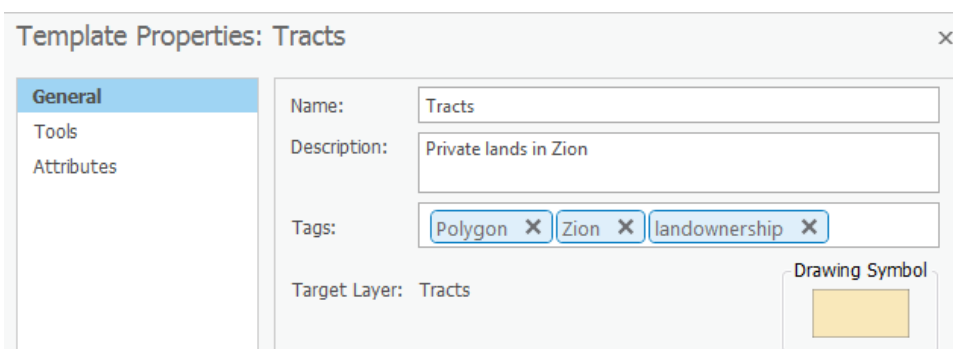 Template Properties: Tracts
General
Tools
Attributes
Name: Tracts
Description: Private lands in Zion
Tags: Polygon Zion landownership
Drawing Symbol
Target Layer: Tracts